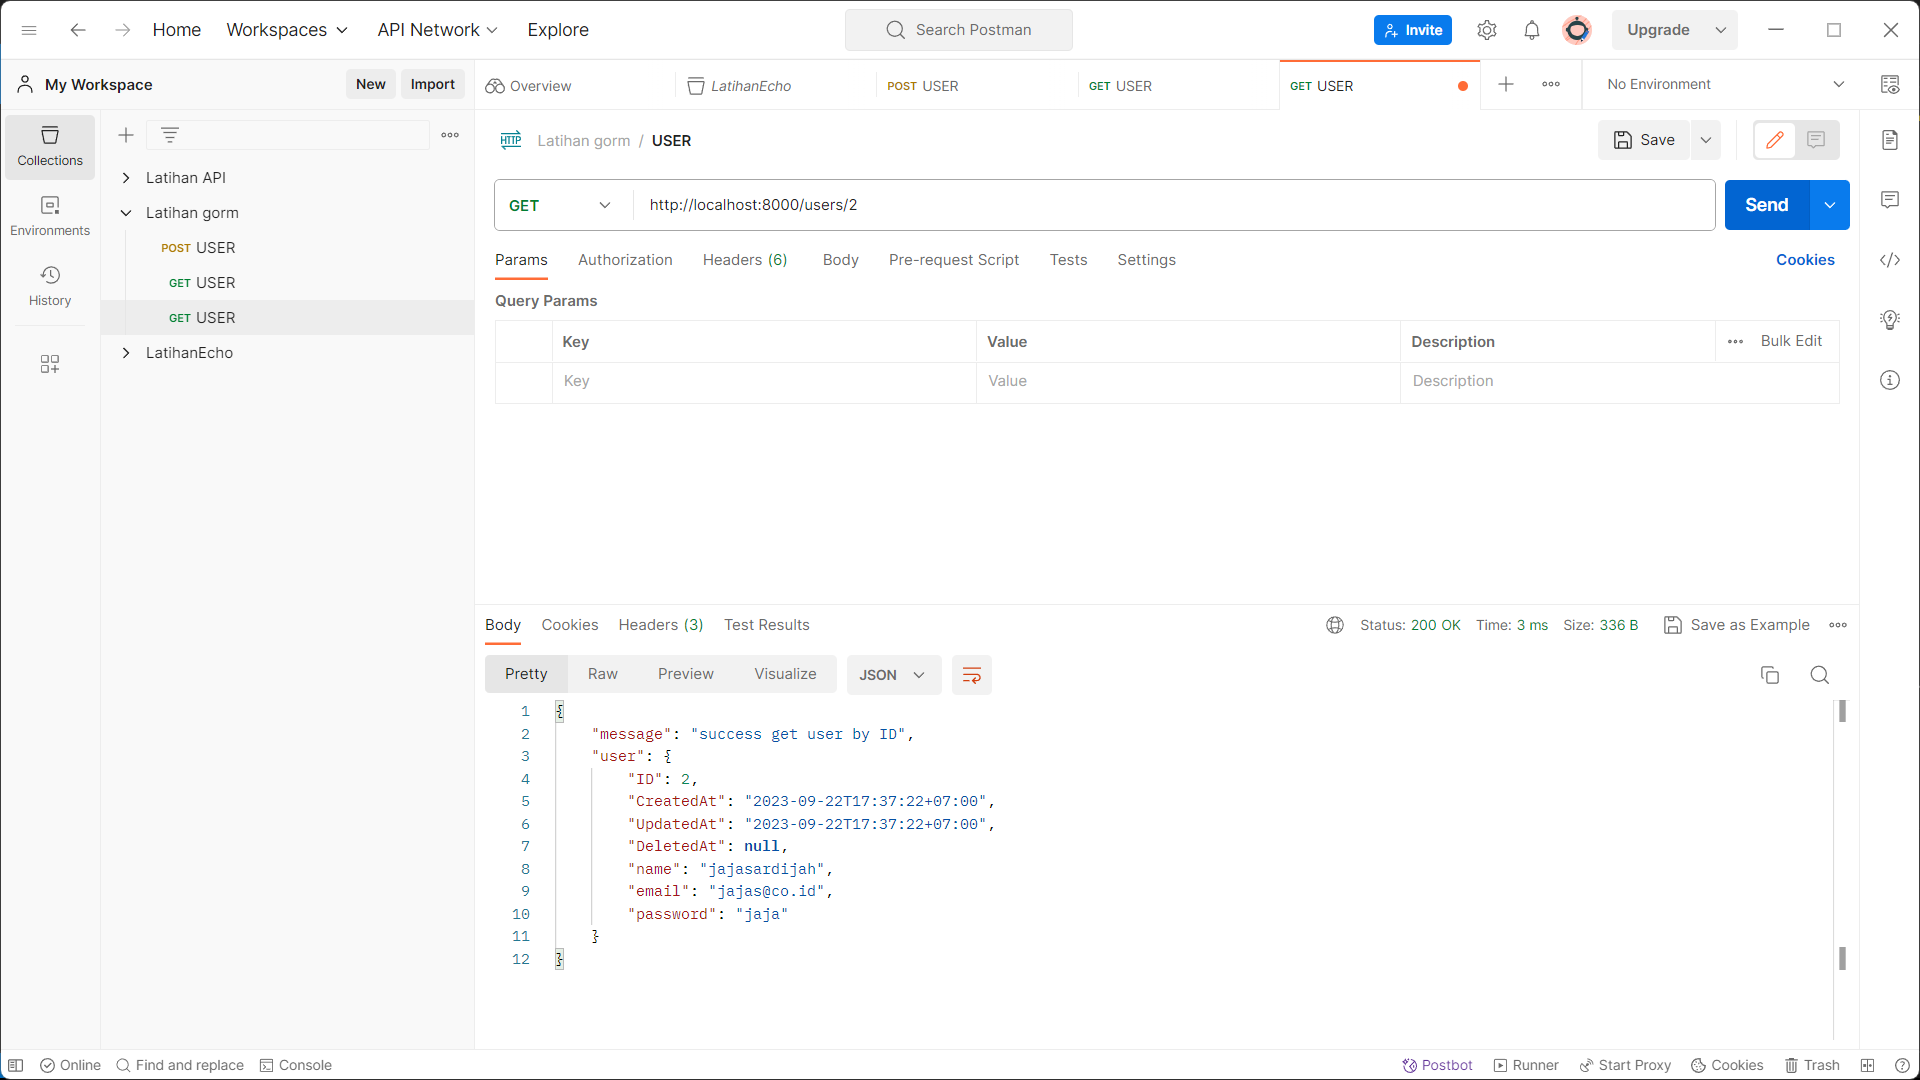 Home Workspaces API Network Explore Search Postman Invite Upgrade
My Workspace New Import Overview LatihanEcho POST USER GET USER GET USER No Environment
Collections
Environments
History
Latihan API
Latihan gorm
POST USER
GET USER
GET USER
LatihanEcho
HTTP Latihan gorm / USER Save
GET http://localhost:8000/users/2 Send
Params Authorization Headers (6) Body Pre-request Script Tests Settings Cookies
Query Params
Key Value Description Bulk Edit
Key Value Description
Body Cookies Headers (3) Test Results Status: 200 OK Time: 3 ms Size: 336 B Save as Example
Pretty Raw Preview Visualize JSON
1 {
2 "message": "success get user by ID",
3 "user": {
4 "ID": 2,
5 "CreatedAt": "2023-09-22T17:37:22+07:00",
6 "UpdatedAt": "2023-09-22T17:37:22+07:00",
7 "DeletedAt": null,
8 "name": "jajasardijah",
9 "email": "jajas@co.id",
10 "password": "jaja"
11 }
12 }
Online Find and replace Console Postbot Runner Start Proxy Cookies Trash